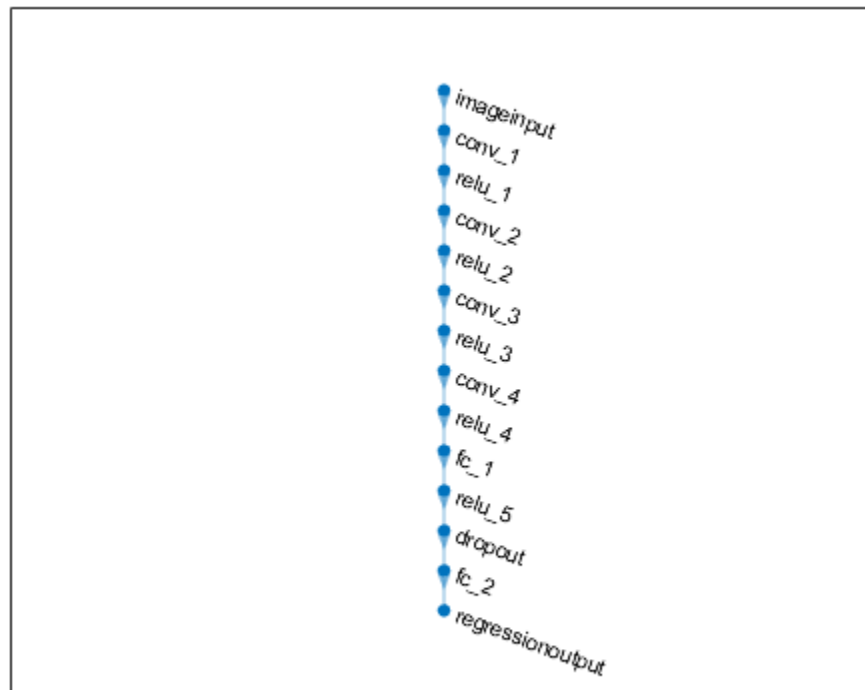 imageinput
conv_1
relu_1
conv_2
relu_2
conv_3
relu_3
conv_4
relu_4
fc_1
relu_5
dropout
fc_2
regressionoutput